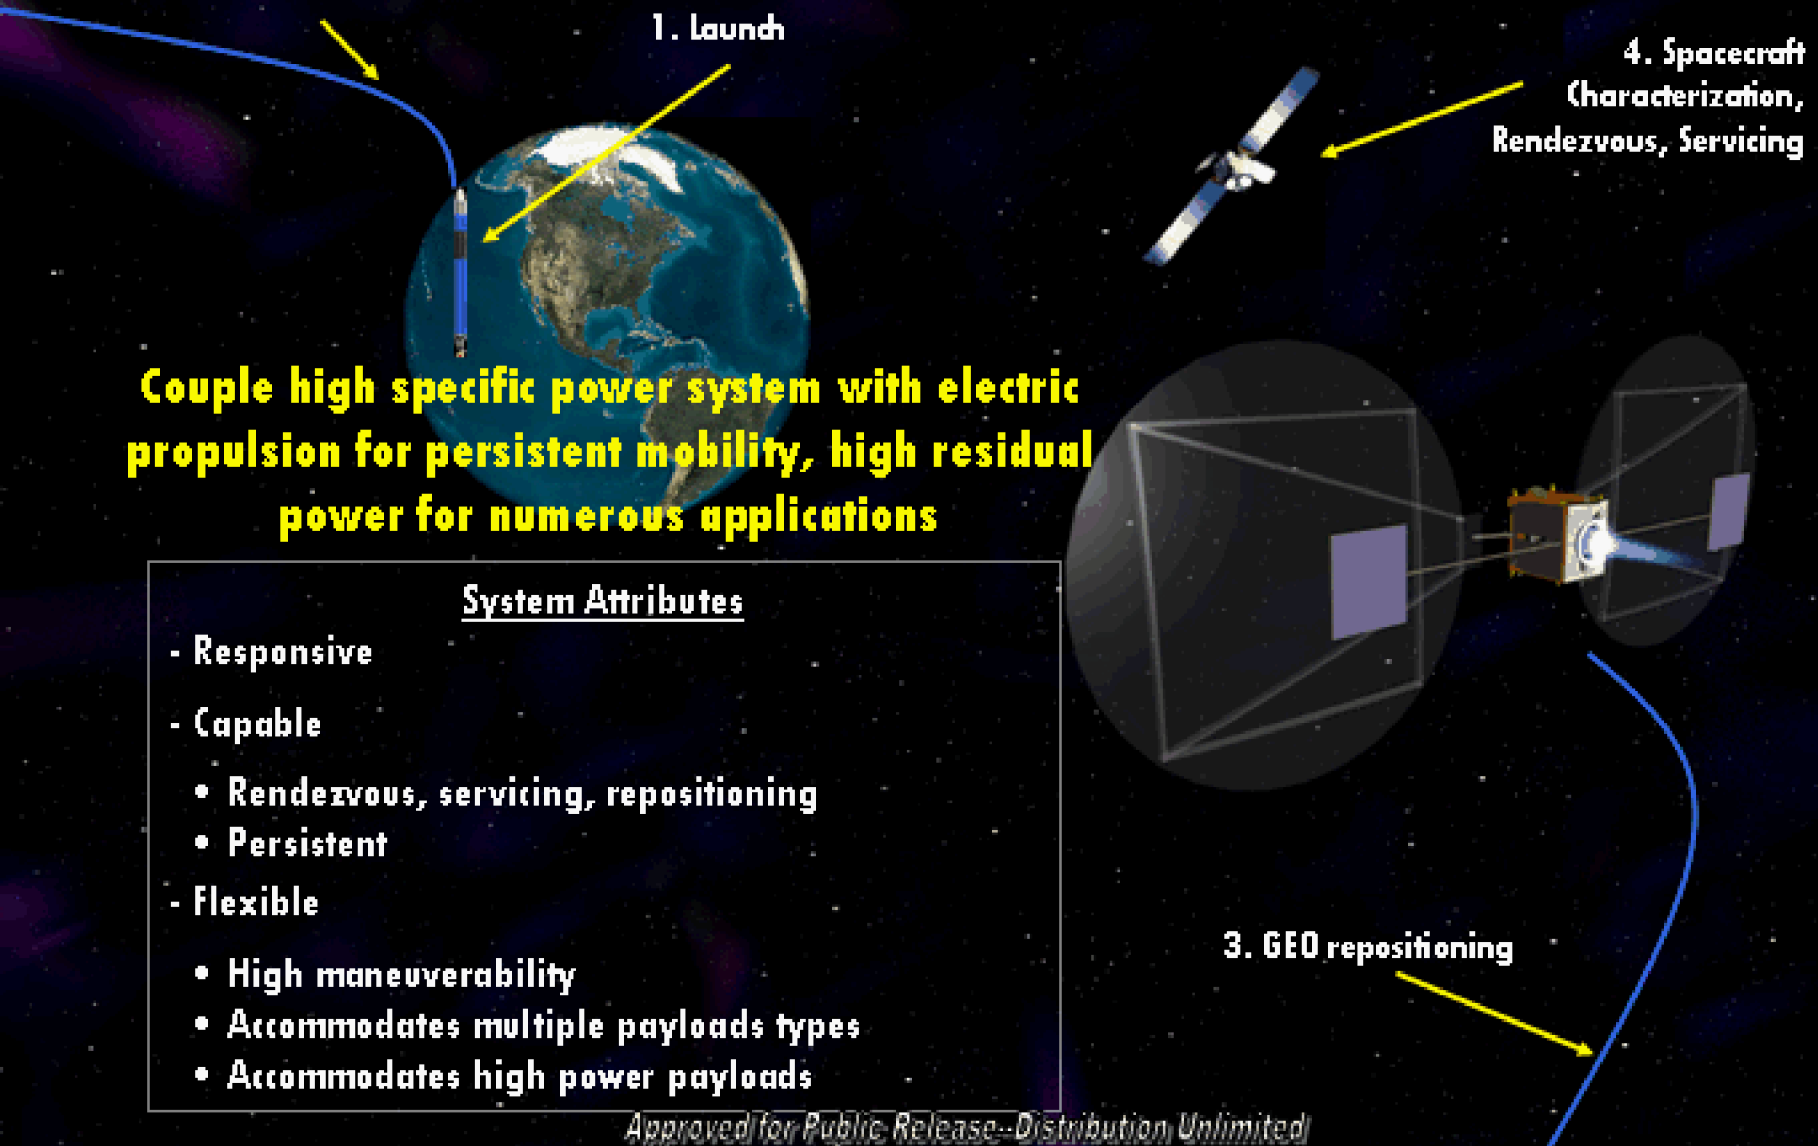 1. Launch
4. Spacecraft
Characterization,
Rendezvous, Servicing
Couple high specific power system with electric
propulsion for persistent mobility, high residual
power for numerous applications
System Attributes
- Responsive
- Capable
• Rendezvous, servicing, repositioning
• Persistent
- Flexible
• High maneuverability
• Accommodates multiple payloads types
• Accommodates high power payloads
3. GEO repositioning
Approved for Public Release--Distribution Unlimited